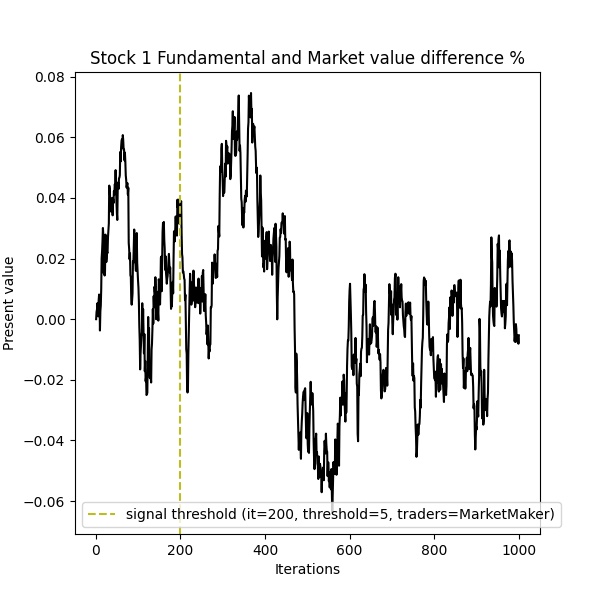 Stock 1 Fundamental and Market value difference %
0.08
0.06
0.04
0.02
0.00
−0.02
−0.04
−0.06
Present value
signal threshold (it=200, threshold=5, traders=MarketMaker)
0 200 400 600 800 1000
Iterations